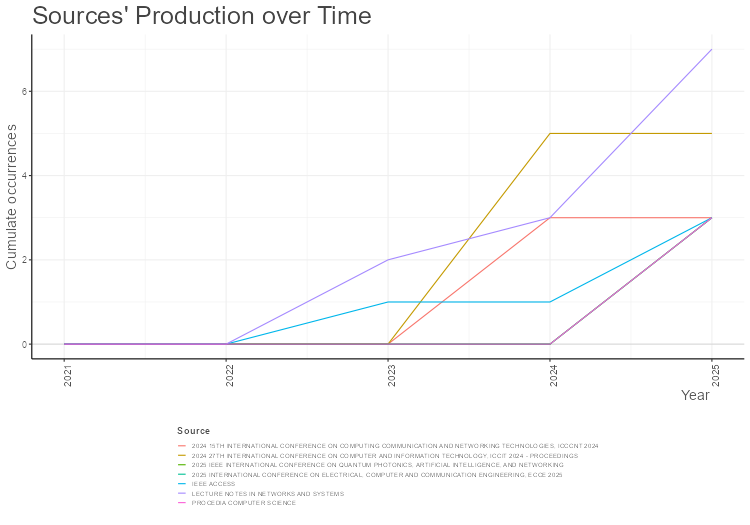 Sources' Production over Time
Cumulate occurrences
6
4
2
0
2021
2022
2023
2024
2025
Year
Source
2024 15TH INTERNATIONAL CONFERENCE ON COMPUTING COMMUNICATION AND NETWORKING TECHNOLOGIES, ICCCNT 2024
2024 27TH INTERNATIONAL CONFERENCE ON COMPUTER AND INFORMATION TECHNOLOGY, ICCIT 2024 - PROCEEDINGS
2025 IEEE INTERNATIONAL CONFERENCE ON QUANTUM PHOTONICS, ARTIFICIAL INTELLIGENCE, AND NETWORKING
2025 INTERNATIONAL CONFERENCE ON ELECTRICAL, COMPUTER AND COMMUNICATION ENGINEERING, ECCE 2025
IEEE ACCESS
LECTURE NOTES IN NETWORKS AND SYSTEMS
PROCEDIA COMPUTER SCIENCE